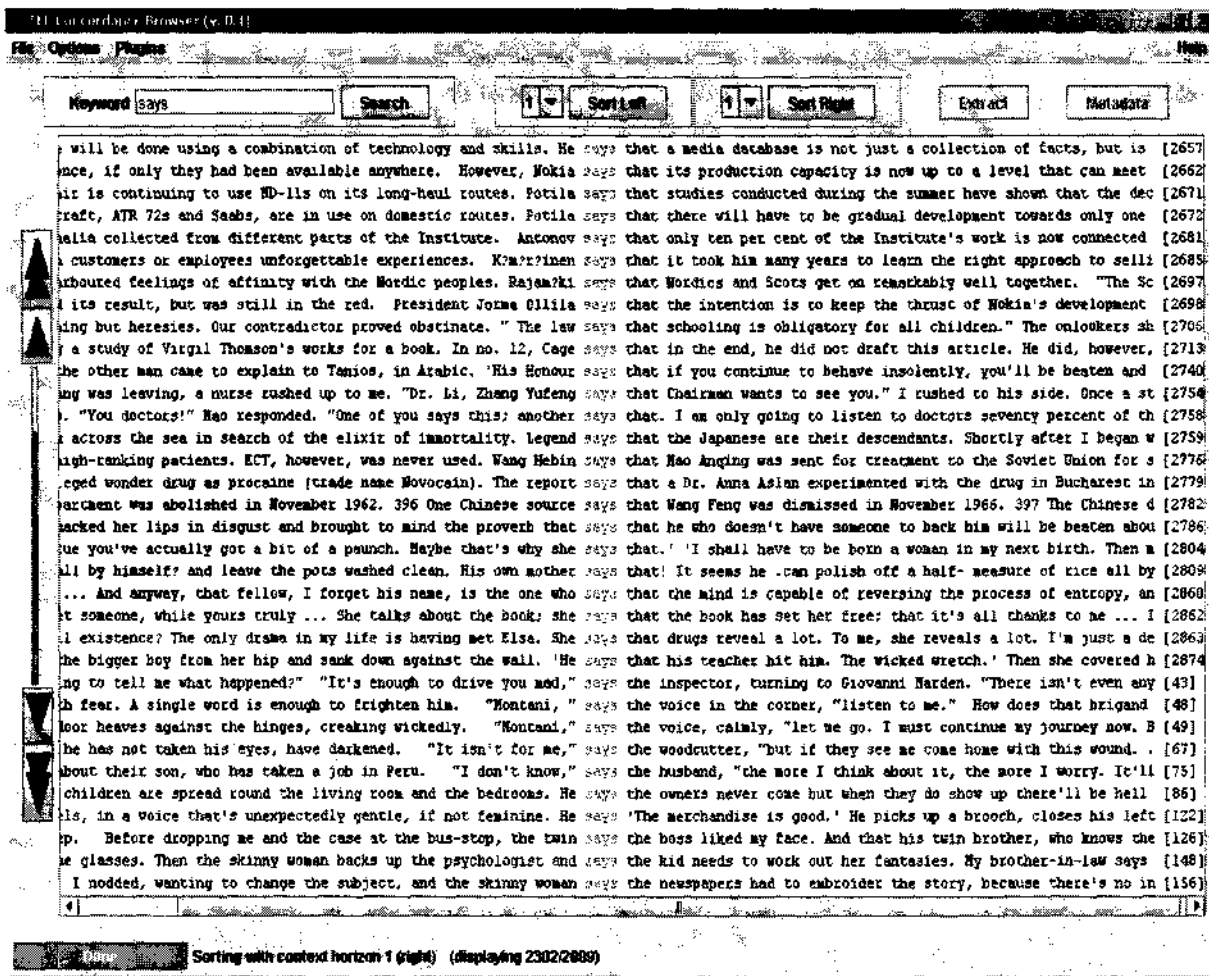 Concordance Browser (v. 0.1)
File Options Plugins Help
Keyword says Search 1 Sort Left 1 Sort Right Extract Metadata
will be done using a combination of technology and skills. He says that a media database is not just a collection of facts, but is [2657
nce, if only they had been available anywhere. However, Nokia says that its production capacity is now up to a level that can meet [2662
air is continuing to use MD-11s on its long-haul routes. Potila says that studies conducted during the summer have shown that the dec [2671
raft, ATR 72s and Saabs, are in use on domestic routes. Potila says that there will have to be gradual development towards only one [2672
alia collected from different parts of the Institute. Antonov says that only ten per cent of the Institute's work is now connected [2681
customers or employees unforgettable experiences. K?m?r?inen says that it took him many years to learn the right approach to selli [2685
arboured feelings of affinity with the Nordic peoples. Rajam?ki says that Nordics and Scots get on remarkably well together. "The Sc [2697
its result, but was still in the red. President Jorma Ollila says that the intention is to keep the thrust of Nokia's development [2698
ing but heresies. Our contradictor proved obstinate. " The law says that schooling is obligatory for all children." The onlookers sh [2706
a study of Virgil Thomson's works for a book. In no. 12, Cage says that in the end, he did not draft this article. He did, however, [2713
he other man came to explain to Tanios, in Arabic. 'His Honour says that if you continue to behave insolently, you'll be beaten and [2740
ang was leaving, a nurse rushed up to me. "Dr. Li, Zhang Yufeng says that Chairman wants to see you." I rushed to his side. Once a st [2754
. "You doctors!" Mao responded. "One of you says this; another says that. I am only going to listen to doctors seventy percent of th [2758
across the sea in search of the elixir of immortality. Legend says that the Japanese are their descendants. Shortly after I began w [2759
igh-ranking patients. ECT, however, was never used. Wang Hebin says that Mao Anqing was sent for treatment to the Soviet Union for s [2776
eged wonder drug as procaine (trade name Novocain). The report says that a Dr. Anna Aslan experimented with the drug in Bucharest in [2779
partment was abolished in November 1962. 396 One Chinese source says that Wang Feng was dismissed in November 1966. 397 The Chinese d [2782
acked her lips in disgust and brought to mind the proverb that says that he who doesn't have someone to back him will be beaten abou [2786
ue you've actually got a bit of a paunch. Maybe that's why she says that.' 'I shall have to be born a woman in my next birth. Then m [2804
all by himself? and leave the pots washed clean. His own mother says that! It seems he .can polish off a half- measure of rice all by [2809
... And anyway, that fellow, I forget his name, is the one who says that the mind is capable of reversing the process of entropy, an [2860
t someone, while yours truly ... She talks about the book; she says that the book has set her free; that it's all thanks to me ... I [2862
l existence? The only drama in my life is having met Elsa. She says that drugs reveal a lot. To me, she reveals a lot. I'm just a de [2863
he bigger boy from her hip and sank down against the wall. 'He says that his teacher hit him. The wicked wretch.' Then she covered h [2874
ng to tell me what happened?" "It's enough to drive you mad," says the inspector, turning to Giovanni Narden. "There isn't even any [43]
h fear. A single word is enough to frighten him. "Montani, " says the voice in the corner, "listen to me." How does that brigand [48]
loor heaves against the hinges, creaking wickedly. "Montani," says the voice, calmly, "let me go. I must continue my journey now. B [49]
he has not taken his eyes, have darkened. "It isn't for me," says the woodcutter, "but if they see me come home with this wound. . [67]
about their son, who has taken a job in Peru. "I don't know," says the husband, "the more I think about it, the more I worry. It'll [75]
children are spread round the living room and the bedrooms. He says the owners never come but when they do show up there'll be hell [86]
ls, in a voice that's unexpectedly gentle, if not feminine. He says 'The merchandise is good.' He picks up a brooch, closes his left [122]
p. Before dropping me and the case at the bus-stop, the twin says the boss liked my face. And that his twin brother, who knows the [126]
e glasses. Then the skinny woman backs up the psychologist and says the kid needs to work out her fantasies. My brother-in-law says [148]
I nodded, wanting to change the subject, and the skinny woman says the newspapers had to embroider the story, because there's no in [156]
Done Sorting with context horizon 1 (right) (displaying 2302/2889)